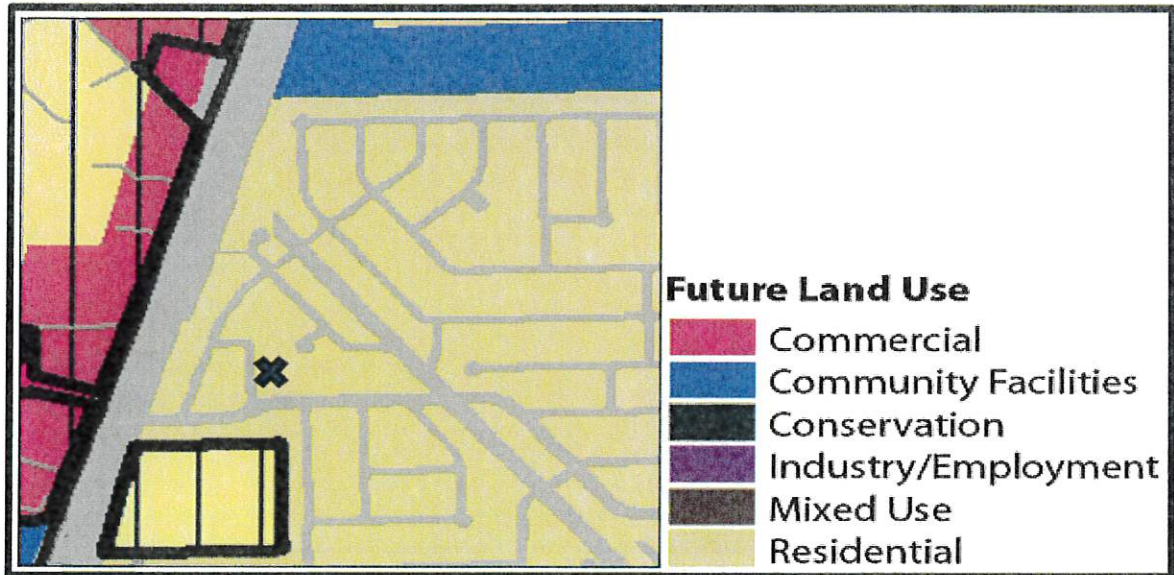 Future Land Use
Commercial
Community Facilities
Conservation
Industry/Employment
Mixed Use
Residential